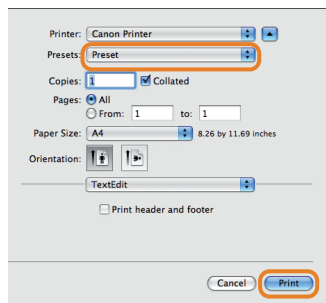 Printer: Canon Printer
Presets: Preset
Copies: 1 Collated
Pages: All
From: 1 to: 1
Paper Size: A4 8.26 by 11.69 inches
Orientation:
TextEdit
Print header and footer
Cancel Print